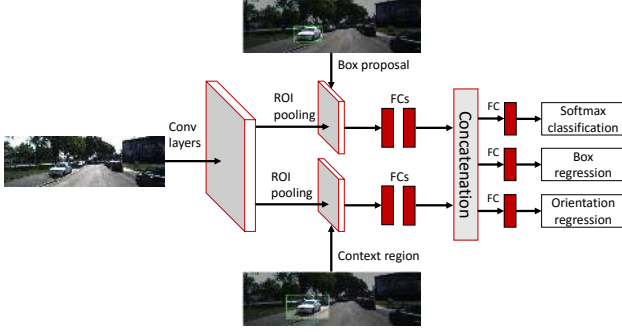 Box proposal
ROI
pooling
FCs
Conv
layers
ROI
pooling
FCs
Context region
Concatenation
FC
Softmax
classification
FC
Box
regression
FC
Orientation
regression